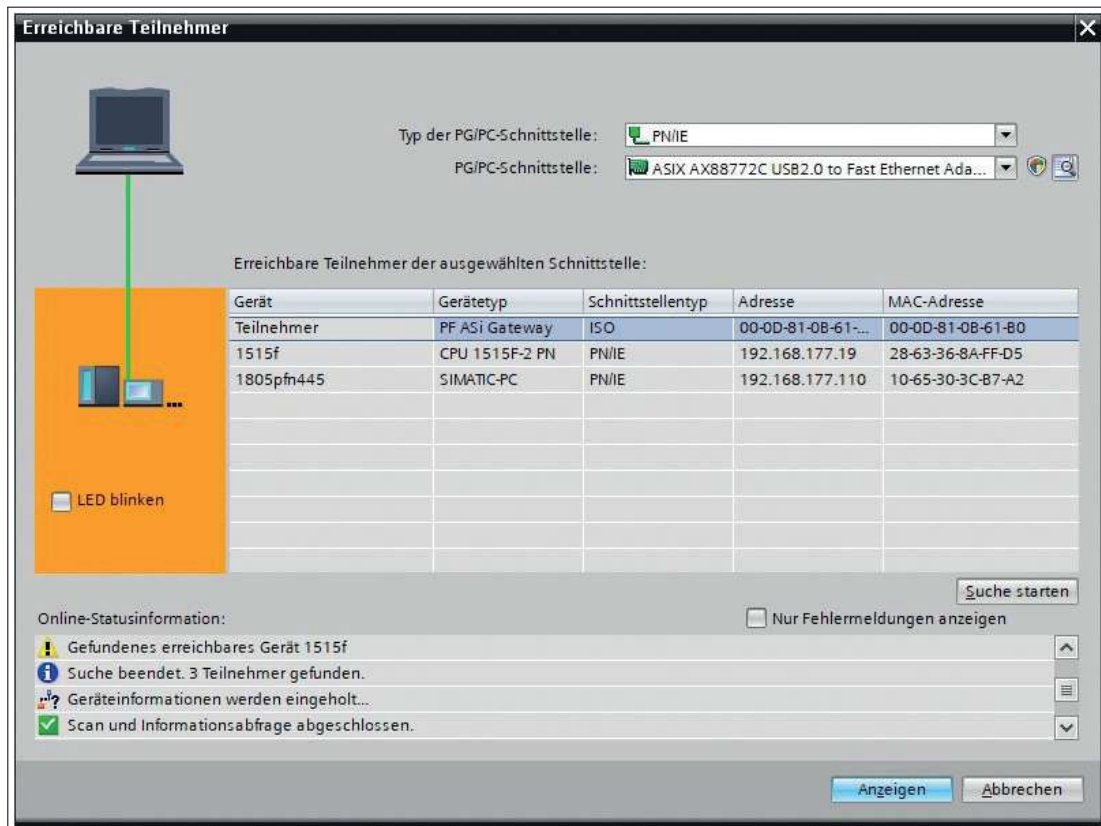 Erreichbare Teilnehmer
Typ der PG/PC-Schnittstelle: PN/IE
PG/PC-Schnittstelle: ASIX AX88772C USB2.0 to Fast Ethernet Ada...
Erreichbare Teilnehmer der ausgewählten Schnittstelle:
Gerät Gerätetyp Schnittstellentyp Adresse MAC-Adresse
Teilnehmer PF ASi Gateway ISO 00-0D-81-0B-61-... 00-0D-81-0B-61-B0
1515f CPU 1515F-2 PN PN/IE 192.168.177.19 28-63-36-8A-FF-D5
1805pfn445 SIMATIC-PC PN/IE 192.168.177.110 10-65-30-3C-B7-A2
LED blinken
Suche starten
Online-Statusinformation: Nur Fehlermeldungen anzeigen
Gefundenes erreichbares Gerät 1515f
Suche beendet. 3 Teilnehmer gefunden.
Geräteinformationen werden eingeholt...
Scan und Informationsabfrage abgeschlossen.
Anzeigen Abbrechen